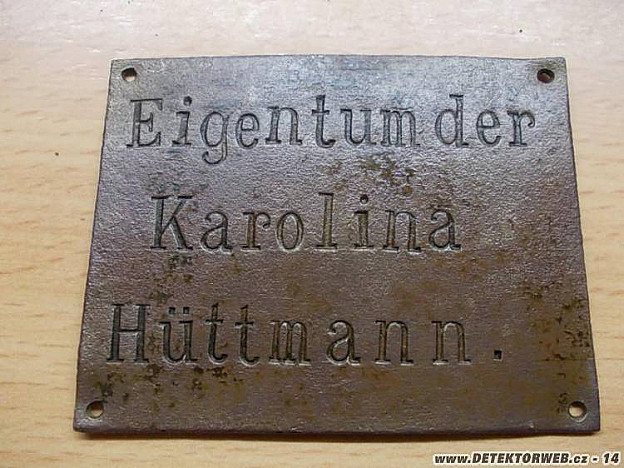 Eigentum der
Karolina
Hüttmann.
www.DETEKTORWEB.cz - 14